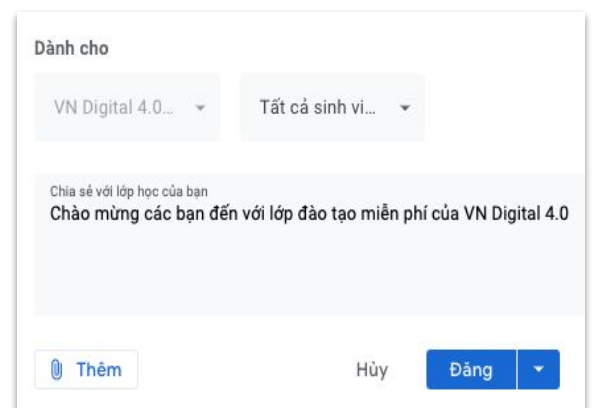 Dành cho
VN Digital 4.0... Tất cả sinh vi...
Chia sẻ với lớp học của bạn
Chào mừng các bạn đến với lớp đào tạo miễn phí của VN Digital 4.0
Thêm Hủy Đăng